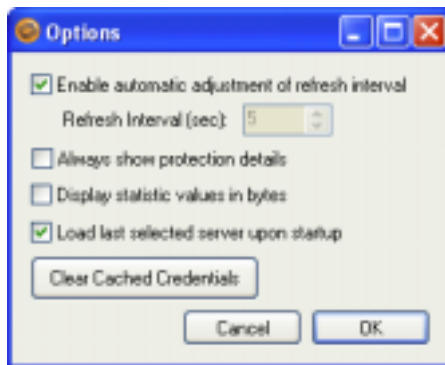 Options
Enable automatic adjustment of refresh interval
Refresh Interval (sec): 5
Always show protection details
Display statistic values in bytes
Load last selected server upon startup
Clear Cached Credentials
Cancel OK